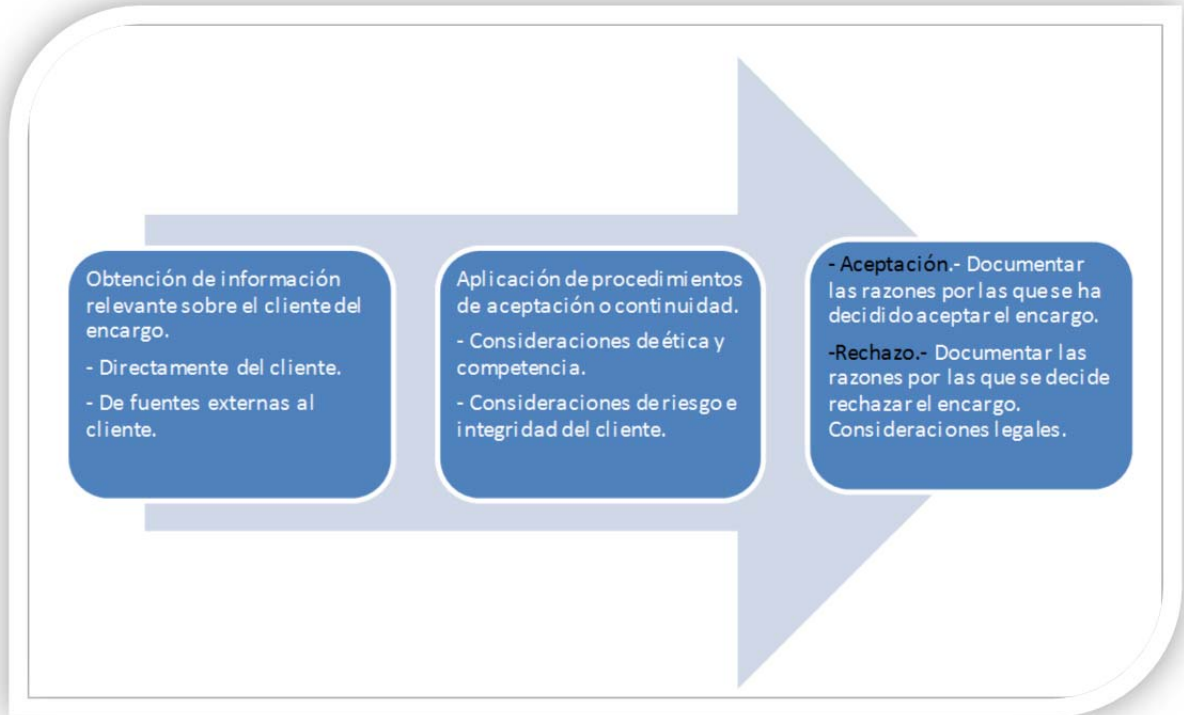 Obtención de información
relevante sobre el cliente del
encargo.
- Directamente del cliente.
- De fuentes externas al
cliente.
Aplicación de procedimientos
de aceptación o continuidad.
- Consideraciones de ética y
competencia.
- Consideraciones de riesgo e
integridad del cliente.
- Aceptación.- Documentar
las razones por las que se ha
decidido aceptar el encargo.
-Rechazo.- Documentar las
razones por las que se decide
rechazar el encargo.
Consideraciones legales.